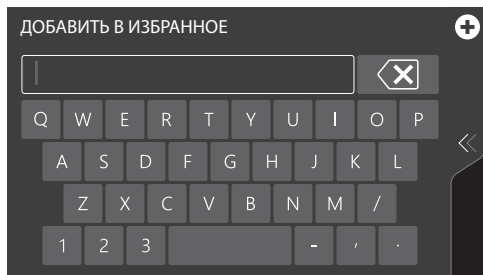 ДОБАВИТЬ В ИЗБРАННОЕ
Q W E R T Y U I O P
A S D F G H J K L
Z X C V B N M /
1 2 3 - , .